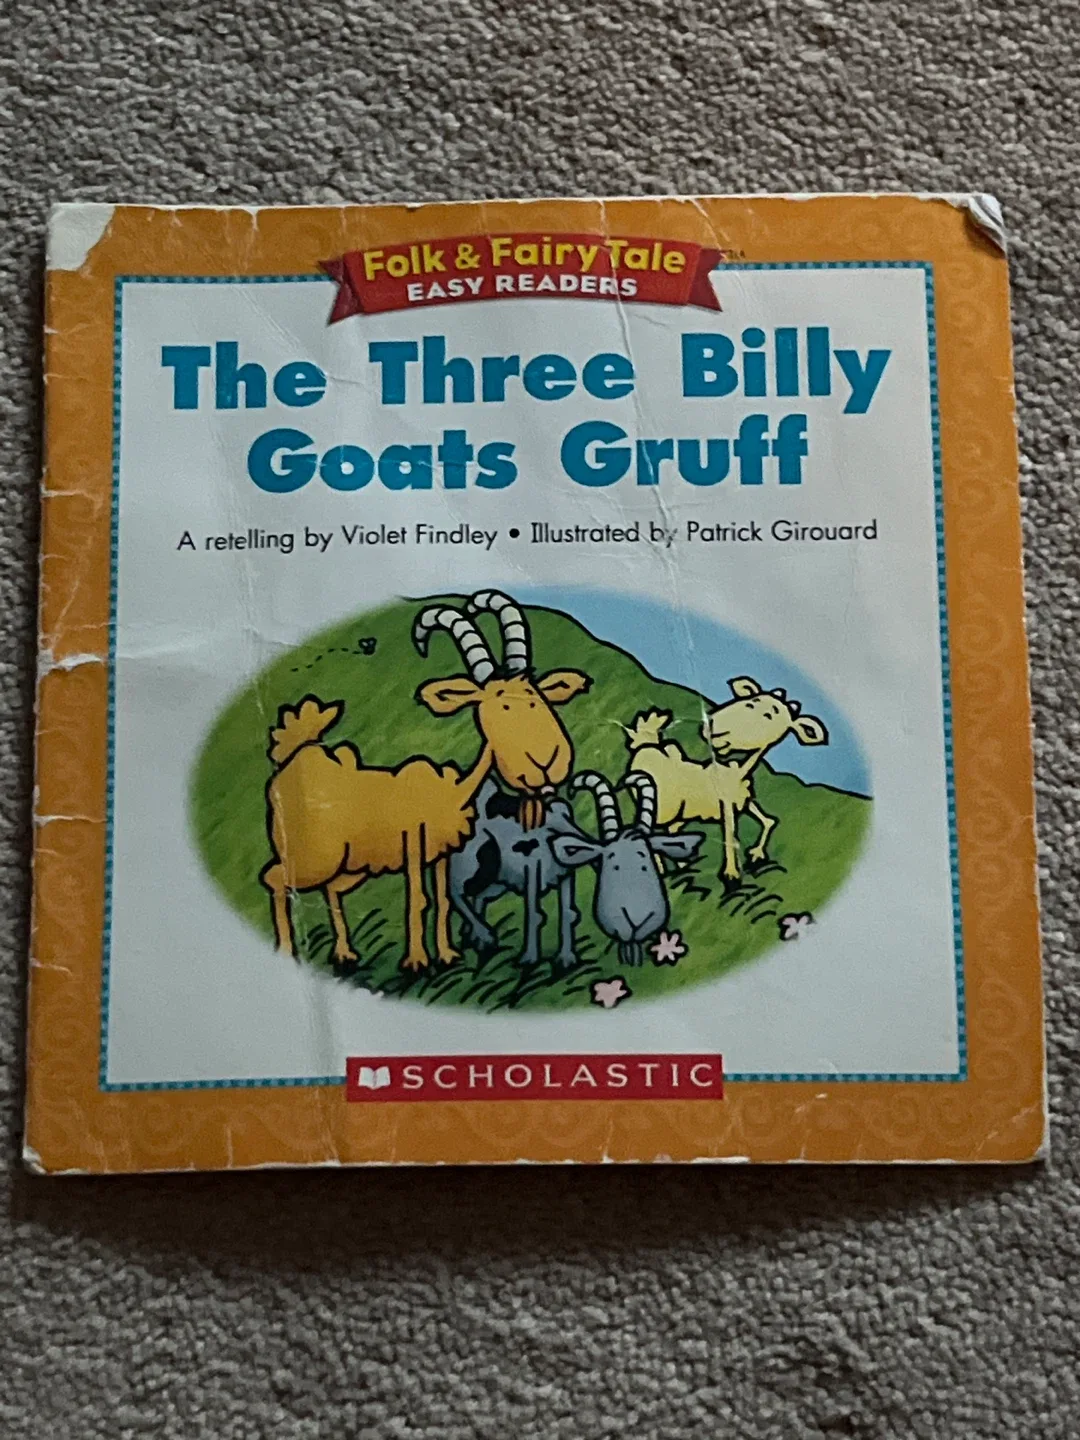 Folk & Fairy Tale
EASY READERS
The Three Billy
Goats Gruff
A retelling by Violet Findley • Illustrated by Patrick Girouard
SCHOLASTIC